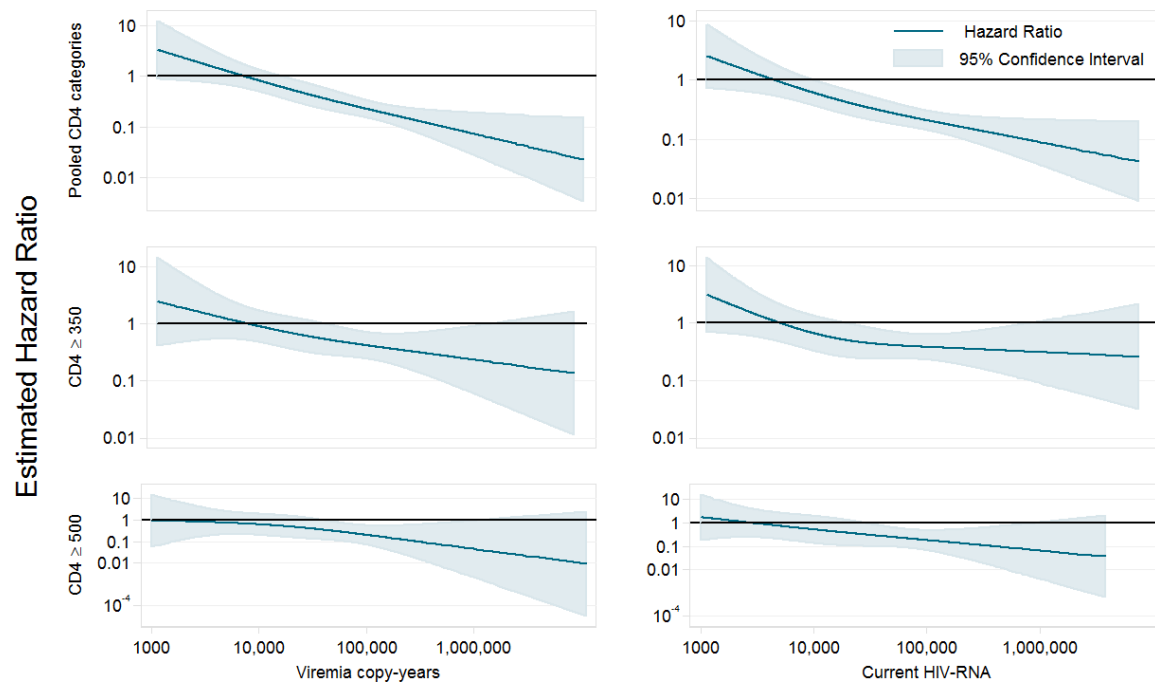 Estimated Hazard Ratio
Pooled CD4 categories
10
1
0.1
0.01
10
1
0.1
0.01
Hazard Ratio
95% Confidence Interval
CD4 ≥ 350
10
1
0.1
0.01
10
1
0.1
0.01
CD4 ≥ 500
10
1
0.1
0.01
10⁻⁴
10
1
0.1
0.01
10⁻⁴
1000 10,000 100,000 1,000,000
Viremia copy-years
1000 10,000 100,000 1,000,000
Current HIV-RNA